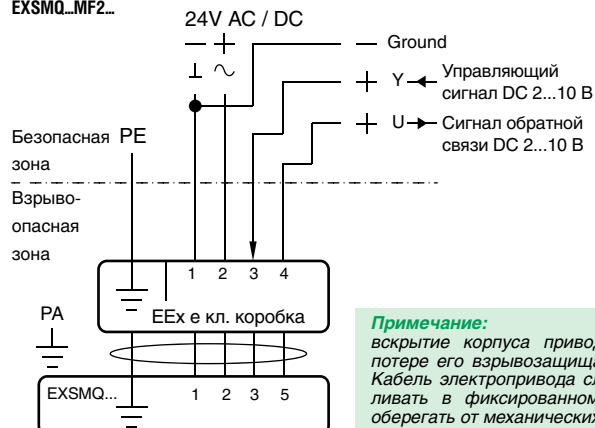 EXSMQ...MF2...
24V AC / DC
Ground
Y
Управляющий
сигнал DC 2...10 В
U
Сигнал обратной
связи DC 2...10 В
Безопасная
зона
PE
Взрыво-
опасная
зона
1 2 3 4
EEx e кл. коробка
PA
EXSMQ...
1 2 3 5
Примечание:
вскрытие корпуса привод
потере его взрывозащища
Кабель электропривода сл
ливать в фиксированном
оберегать от механических